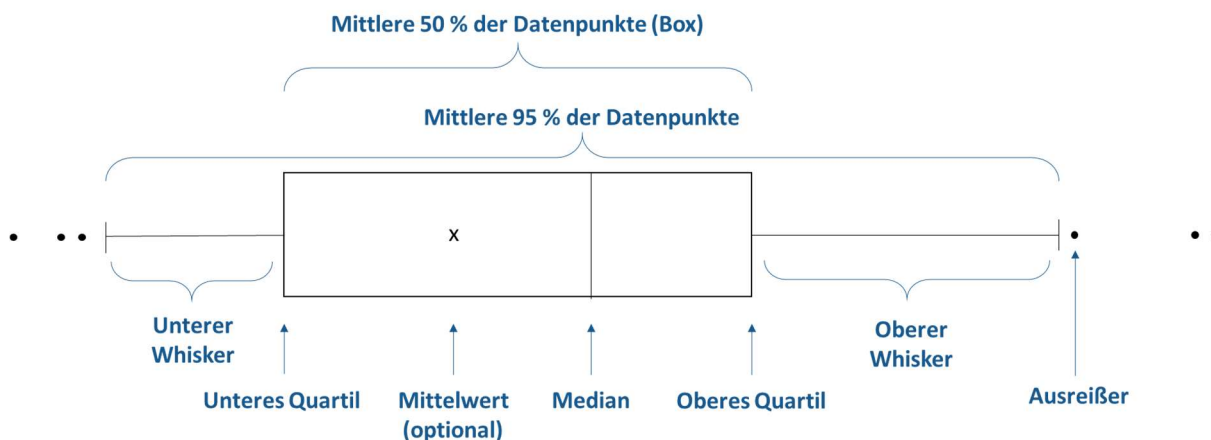 Mittlere 50 % der Datenpunkte (Box)
Mittlere 95 % der Datenpunkte
x
Unterer
Whisker
Oberer
Whisker
Unteres Quartil
Mittelwert
(optional)
Median
Oberes Quartil
Ausreißer